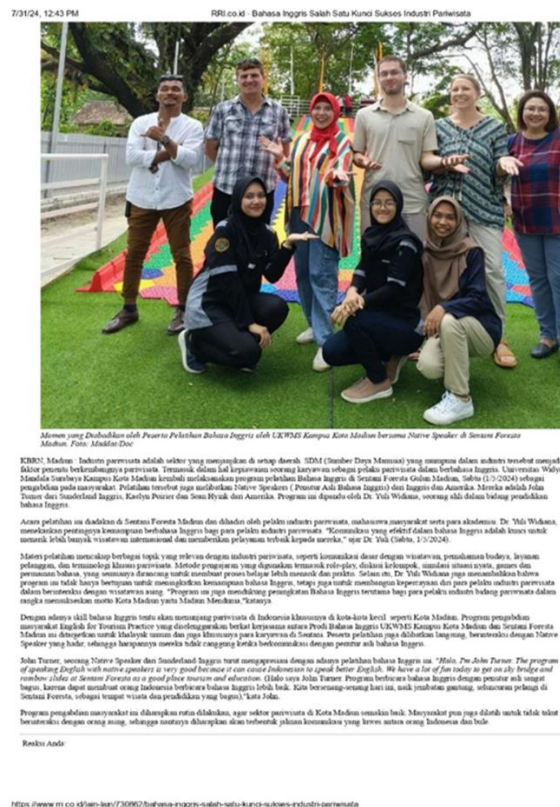 7/31/24, 12:43 PM RRI.co.id - Bahasa Inggris Salah Satu Kunci Sukses Industri Pariwisata
Momen yang Diabadikan oleh Peserta Pelatihan Bahasa Inggris oleh UKWMS Kampus Kota Madiun bersama Native Speaker di Sentani Foresta
Madiun. Foto: Maddas/Doc
KBRN, Madiun : Industri pariwisata adalah sektor yang menjanjikan di setiap daerah. SDM (Sumber Daya Manusia) yang mumpuni dalam industri tersebut
faktor penentu berkembangnya pariwisata. Termasuk dalam hal kepiawaian seorang karyawan sebagai pelaku pariwisata dalam berbahasa Inggris. Universitas
Mandala Surabaya Kampus Kota Madiun kembali melaksanakan program pelatihan Bahasa Inggris di Sentani Foresta Gulun Madiun, Sabtu (1/5/2024) sebagai
pengabdian pada masyarakat. Pelatihan tersebut juga melibatkan Native Speakers ( Penutur Asli Bahasa Inggris) dari Inggris dan Amerika. Mereka adalah John
Turner dari Sunderland Inggris, Kaelyn Poirier dan Sean Hyink dari Amerika. Program ini dipandu oleh Dr. Yuli Widiana, seorang ahli dalam bidang pendidikan
bahasa Inggris.
Acara pelatihan ini diadakan di Sentani Foresta Madiun dan dihadiri oleh pelaku industri pariwisata, mahasiswa,masyarakat serta para akademisi. Dr. Yuli Widiana,
menekankan pentingnya kemampuan berbahasa Inggris bagi para pelaku industri pariwisata. "Komunikasi yang efektif dalam bahasa Inggris adalah kunci untuk
menarik lebih banyak wisatawan internasional dan memberikan pelayanan terbaik kepada mereka," ujar Dr. Yuli (Sabtu, 1/5/2024).
Materi pelatihan mencakup berbagai topik yang relevan dengan industri pariwisata, seperti komunikasi dasar dengan wisatawan, pemahaman budaya, layanan
pelanggan, dan terminologi khusus pariwisata. Metode pengajaran yang digunakan termasuk role-play, diskusi kelompok, simulasi situasi nyata, games dan
permainan bahasa, yang semuanya dirancang untuk membuat proses belajar lebih menarik dan praktis. Selain itu, Dr. Yuli Widiana juga menambahkan bahwa
program ini tidak hanya bertujuan untuk meningkatkan kemampuan bahasa Inggris, tetapi juga untuk membangun kepercayaan diri para pelaku industri pariwisata
dalam berinteraksi dengan wisatawan asing. "Program ini juga mendukung peningkatan Bahasa Inggris terutama bagi para pelaku industri bidang pariwisata dalam
rangka mensukseskan motto Kota Madiun yaitu Madiun Mendunia,"katanya.
Dengan adanya skill bahasa Inggris tentu akan menunjang pariwisata di Indonesia khususnya di kota-kota kecil seperti Kota Madiun. Program pengabdian
masyarakat English for Tourism Practice yang diselenggarakan berkat kerjasama antara Prodi Bahasa Inggris UKWMS Kampus Kota Madiun dan Sentani Foresta
Madiun ini ditargetkan untuk khalayak umum dan juga khususnya para karyawan di Sentani. Peserta pelatihan juga dilibatkan langsung, berinteraksi dengan Native
Speaker yang hadir, sehingga harapannya mereka tidak canggung ketika berkomunikasi dengan penutur asli bahasa Inggris.
John Turner, seorang Native Speaker dari Sunderland Inggris turut mengapresiasi dengan adanya pelatihan bahasa Inggris ini. "Halo, I'm John Turner. The program
of speaking English with native speakers is very good because it can cause Indonesian to speak better English. We have a lot of fun today to get on sky bridge and
rainbow slides at Sentani Foresta as a good place tourism and education. (Halo saya John Turner. Program berbicara bahasa Inggris dengan penutur asli sangat
bagus, karena dapat membuat orang Indonesia berbicara bahasa Inggris lebih baik. Kita bersenang-senang hari ini, naik jembatan gantung, seluncuran pelangi di
Sentani Foresta, sebagai tempat wisata dan pendidikan yang bagus),"kata John.
Program pengabdian masyarakat ini diharapkan rutin dilakukan, agar sektor pariwisata di Kota Madiun semakin baik. Masyarakat pun juga dilatih untuk tidak takut
berinteraksi dengan orang asing, sehingga nantinya diharapkan akan terbentuk jalinan komunikasi yang luwes antara orang Indonesia dan bule.
Reaksi Anda:
https://www.rri.co.id/lain-lain/730862/bahasa-inggris-salah-satu-kunci-sukses-industri-pariwisata